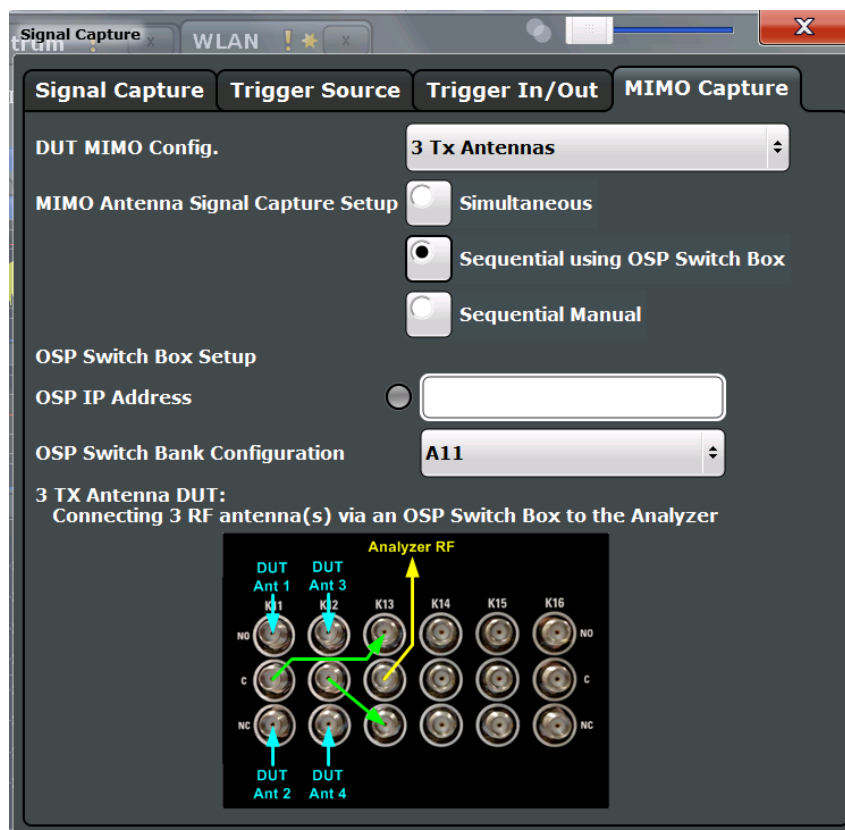 Signal Capture
trum ! x WLAN ! * x X
Signal Capture Trigger Source Trigger In/Out MIMO Capture
DUT MIMO Config. 3 Tx Antennas
MIMO Antenna Signal Capture Setup Simultaneous
Sequential using OSP Switch Box
Sequential Manual
OSP Switch Box Setup
OSP IP Address
OSP Switch Bank Configuration A11
3 TX Antenna DUT:
Connecting 3 RF antenna(s) via an OSP Switch Box to the Analyzer
Analyzer RF
DUT Ant 1 DUT Ant 3
K11 K12 K13 K14 K15 K16
NO NO
C C
NC NC
DUT Ant 2 DUT Ant 4